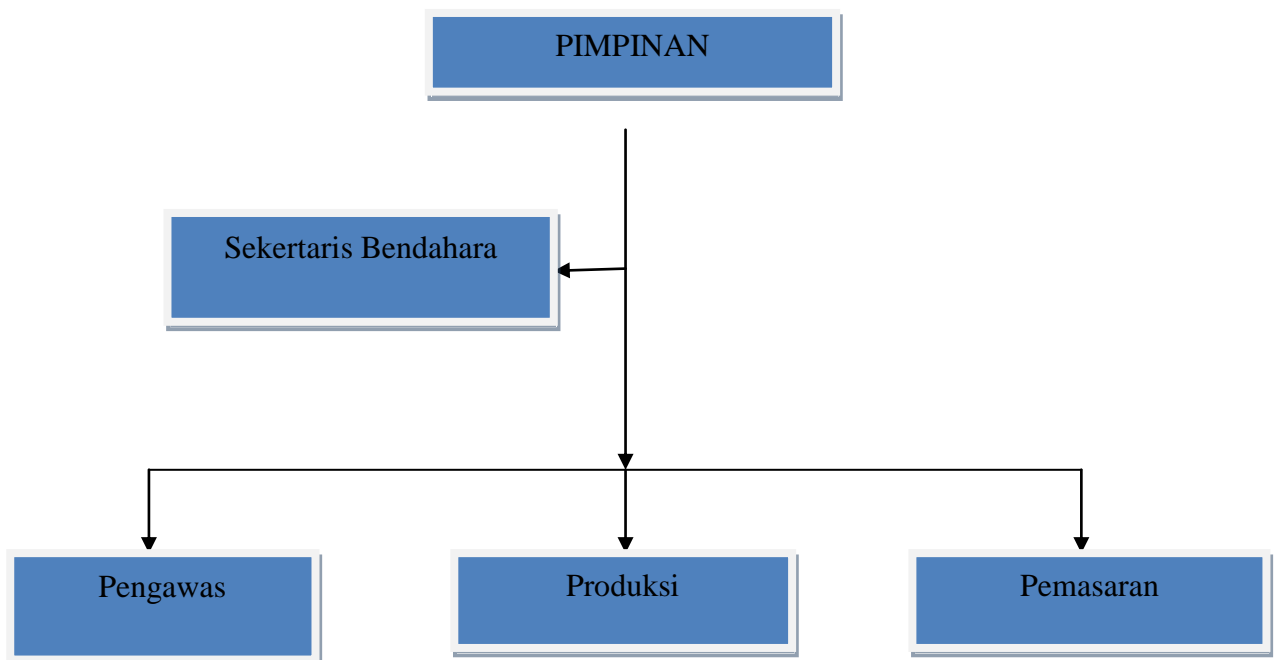 PIMPINAN
Sekertaris Bendahara
Pengawas
Produksi
Pemasaran